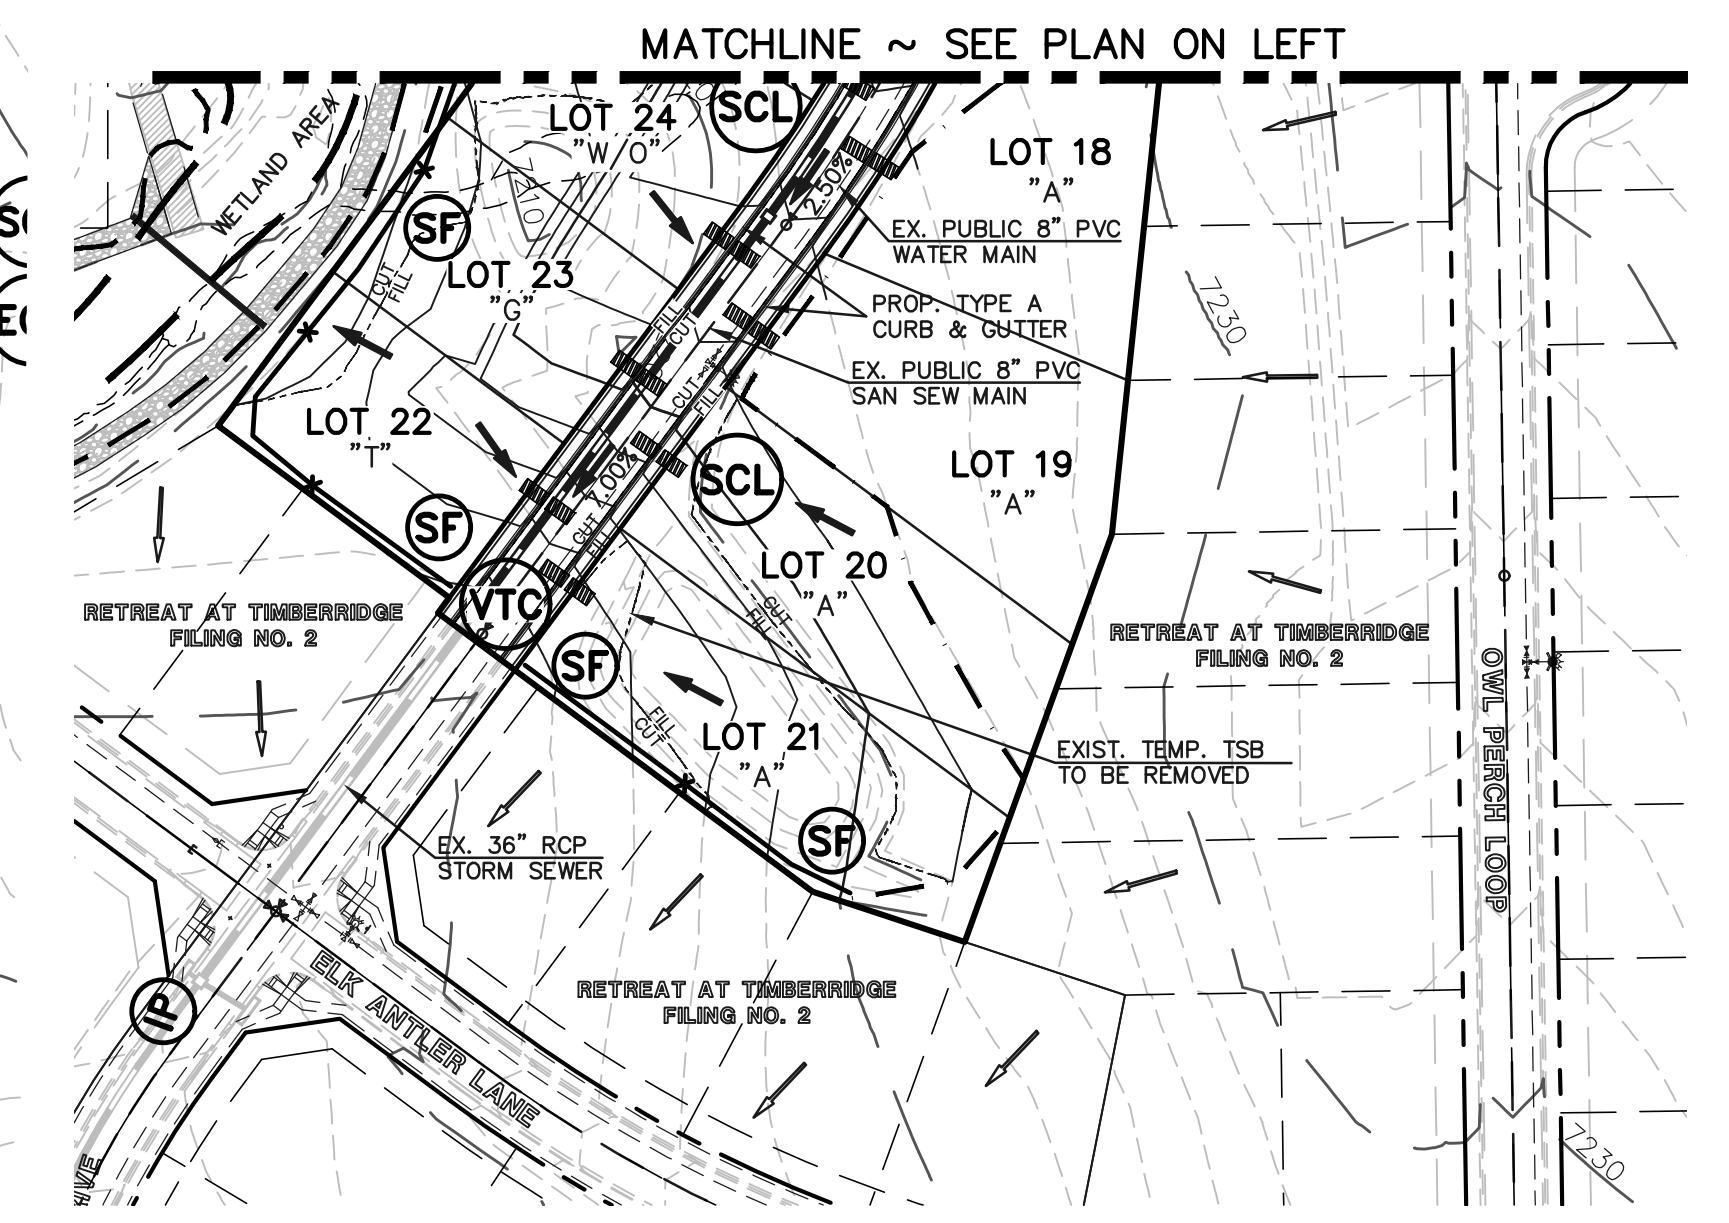 MATCHLINE ~ SEE PLAN ON LEFT
LOT 24
SCL
WETLAND AREA
LOT 18
"A"
2.50%
7210
SF
EX. PUBLIC 8" PVC
WATER MAIN
LOT 23
"G"
CUT
FILL
7230
PROP. TYPE A
CURB & GUTTER
FILL
CUT
EX. PUBLIC 8" PVC
SAN SEW MAIN
CUT
FILL
LOT 22
"T"
SCL
LOT 19
"A"
1.00%
SF
CUT
FILL
LOT 20
"A"
VTC
CUT
FILL
RETREAT AT TIMBERRIDGE
FILING NO. 2
RETREAT AT TIMBERRIDGE
FILING NO. 2
SF
FILL
CUT
LOT 21
"A"
EXIST. TEMP. TSB
TO BE REMOVED
OWL PERCH LOOP
SF
EX. 36" RCP
STORM SEWER
IP
ELK ANTLER LANE
RETREAT AT TIMBERRIDGE
FILING NO. 2
7230